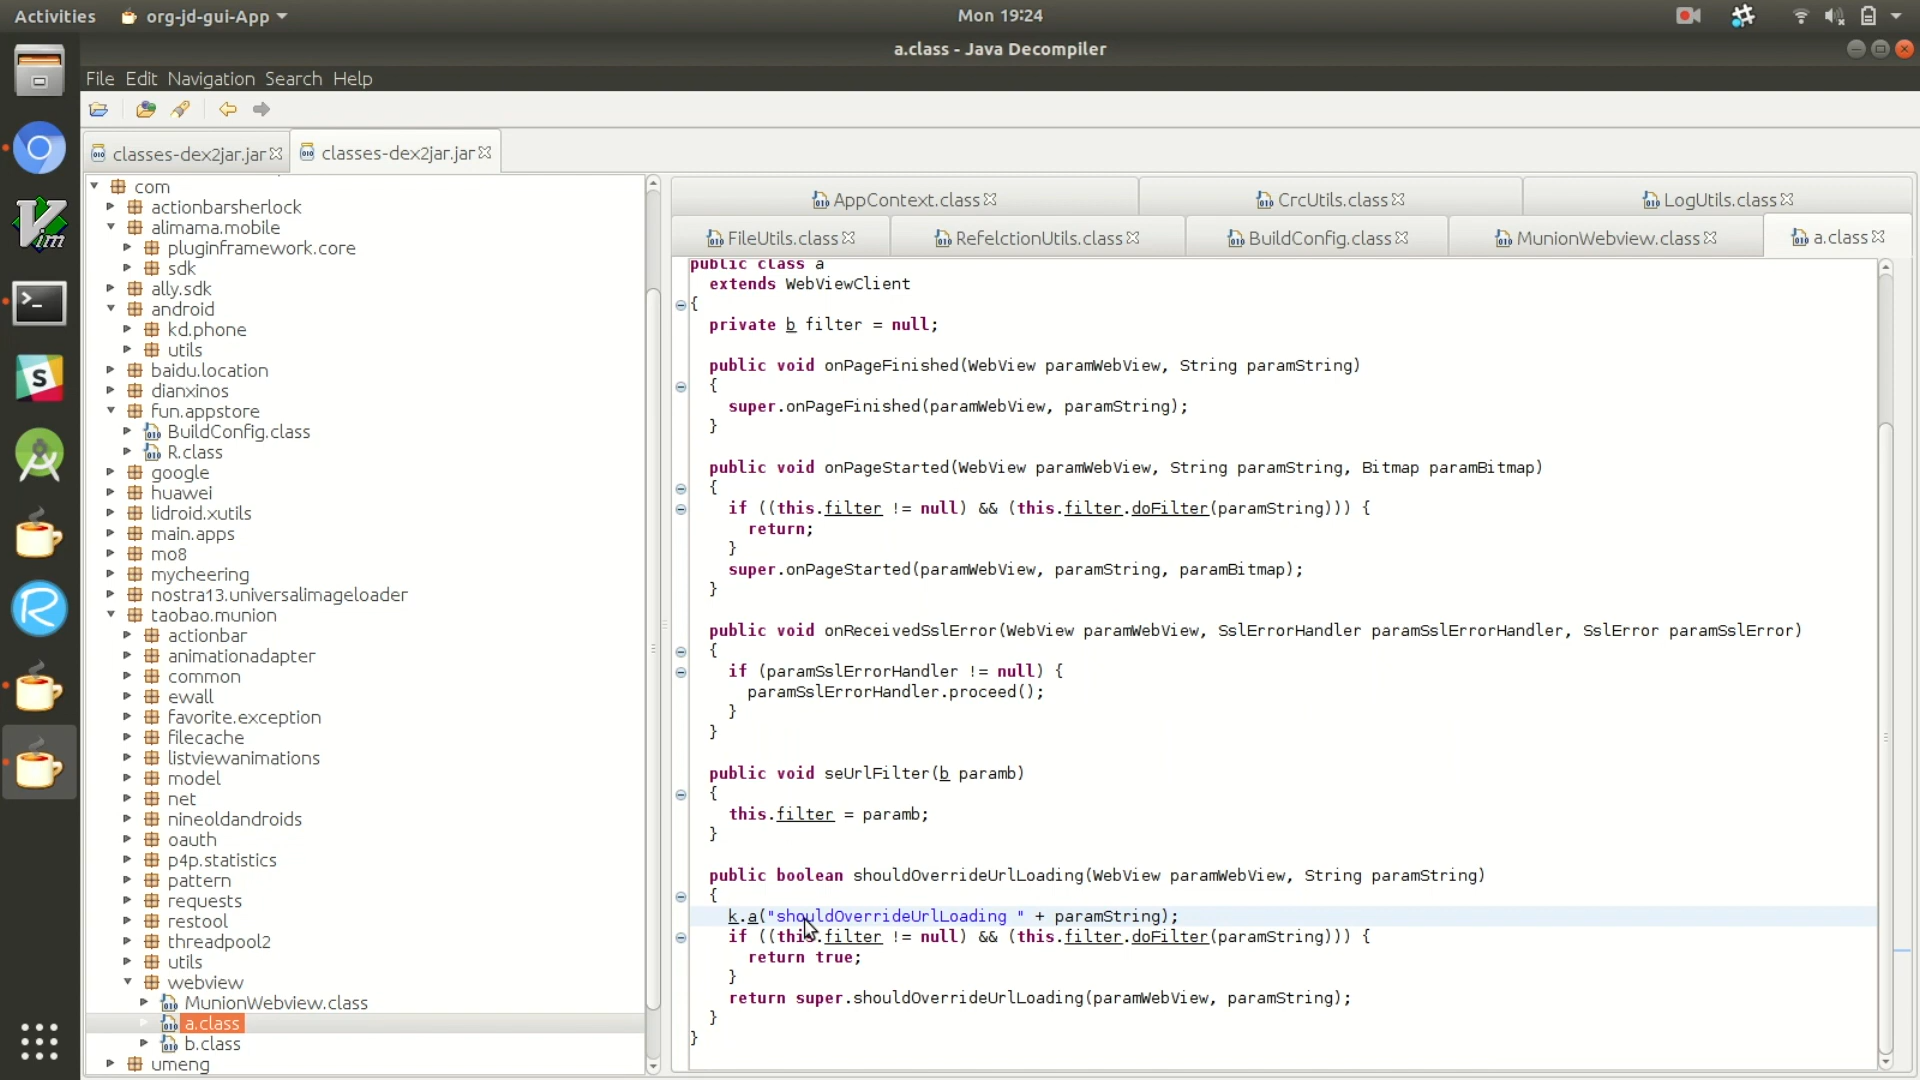 Activities
org-jd-gui-App
Mon 19:24
a.class - Java Decompiler
File Edit Navigation Search Help
classes-dex2jar.jar
classes-dex2jar.jar
com
actionbarsherlock
alimama.mobile
pluginframework.core
sdk
ally.sdk
android
kd.phone
utils
baidu.location
dianxinos
fun.appstore
BuildConfig.class
R.class
google
huawei
lidroid.xutils
main.apps
mo8
mycheering
nostra13.universalimageloader
taobao.munion
actionbar
animationadapter
common
ewall
favorite.exception
filecache
listviewanimations
model
net
nineoldandroids
oauth
p4p.statistics
pattern
requests
restool
threadpool2
utils
webview
MunionWebview.class
a.class
b.class
umeng
AppContext.class
CrcUtils.class
LogUtils.class
FileUtils.class
RefelctionUtils.class
BuildConfig.class
MunionWebview.class
a.class
public class a
extends WebViewClient
{
private b filter = null;
public void onPageFinished(WebView paramWebView, String paramString)
{
super.onPageFinished(paramWebView, paramString);
}
public void onPageStarted(WebView paramWebView, String paramString, Bitmap paramBitmap)
{
if ((this.filter != null) && (this.filter.doFilter(paramString))) {
return;
}
super.onPageStarted(paramWebView, paramString, paramBitmap);
}
public void onReceivedSslError(WebView paramWebView, SslErrorHandler paramSslErrorHandler, SslError paramSslError)
{
if (paramSslErrorHandler != null) {
paramSslErrorHandler.proceed();
}
}
public void seUrlFilter(b paramb)
{
this.filter = paramb;
}
public boolean shouldOverrideUrlLoading(WebView paramWebView, String paramString)
{
k.a("shouldOverrideUrlLoading " + paramString);
if ((this.filter != null) && (this.filter.doFilter(paramString))) {
return true;
}
return super.shouldOverrideUrlLoading(paramWebView, paramString);
}
}